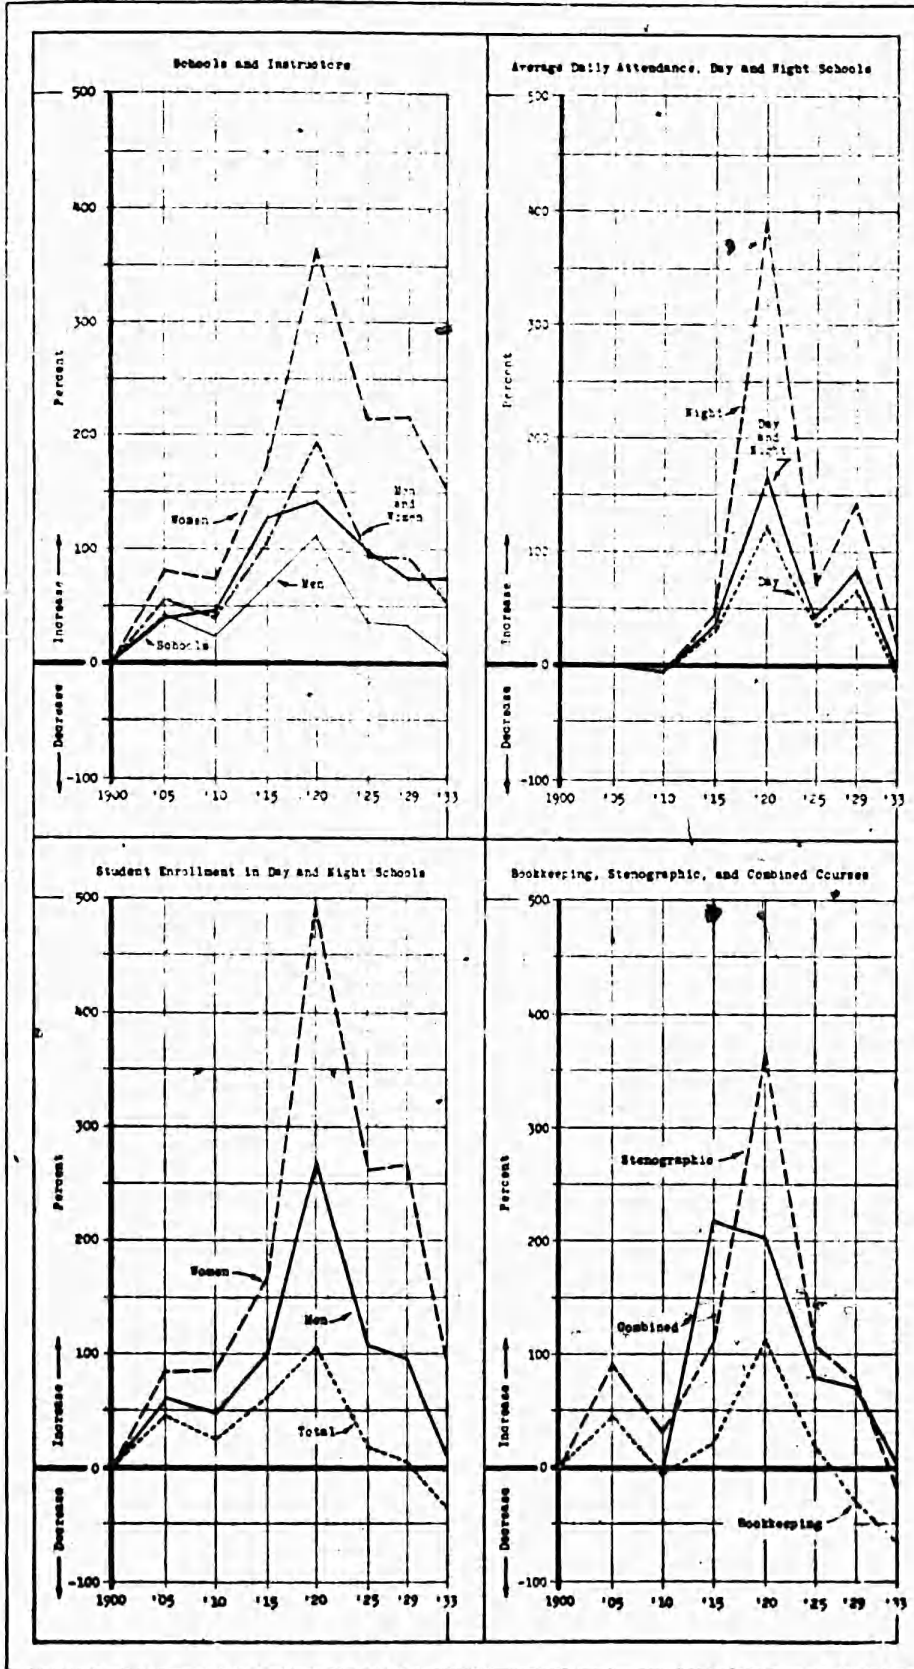 Schools and Instructors
500
400
300
200
100
0
-100
Percent
Increase
Decrease
Women
Men
and
Women
Men
Schools
1900 '05 '10 '15 '20 '25 '29 '33
Average Daily Attendance, Day and Night Schools
500
400
300
200
100
0
-100
Percent
Increase
Decrease
Night
Day
and
Night
Day
1900 '05 '10 '15 '20 '25 '29 '33
Student Enrollment in Day and Night Schools
500
400
300
200
100
0
-100
Percent
Increase
Decrease
Women
Men
Total
1900 '05 '10 '15 '20 '25 '29 '33
Bookkeeping, Stenographic, and Combined Courses
500
400
300
200
100
0
-100
Percent
Increase
Decrease
Stenographic
Combined
Bookkeeping
1900 '05 '10 '15 '20 '25 '29 '33